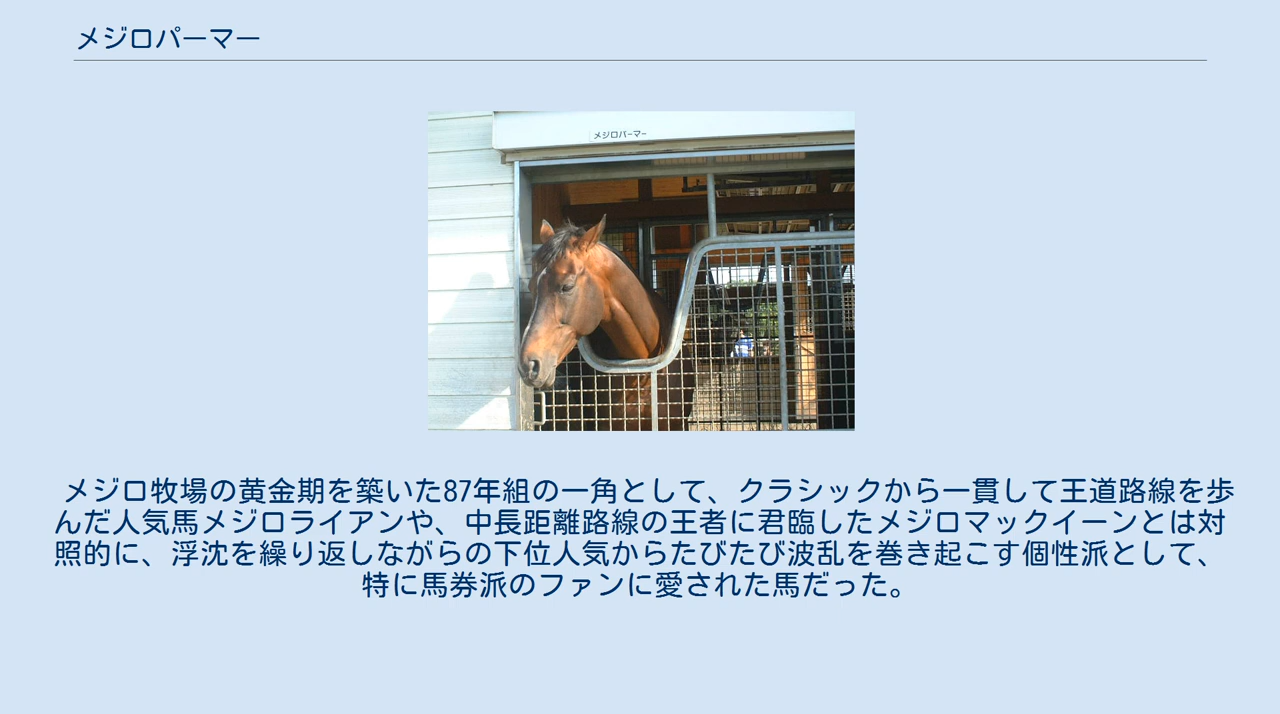 メジロパーマー
メジロパーマー
メジロ牧場の黄金期を築いた87年組の一角として、クラシックから一貫して王道路線を歩
んだ人気馬メジロライアンや、中長距離路線の王者に君臨したメジロマックイーンとは対
照的に、浮沈を繰り返しながらの下位人気からたびたび波乱を巻き起こす個性派として、
特に馬券派のファンに愛された馬だった。